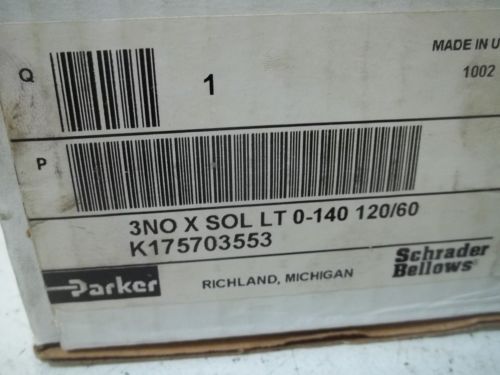 Q
1
MADE IN U
1002
P
3NO X SOL LT 0-140 120/60
K175703553
Parker
RICHLAND, MICHIGAN
Schrader
Bellows